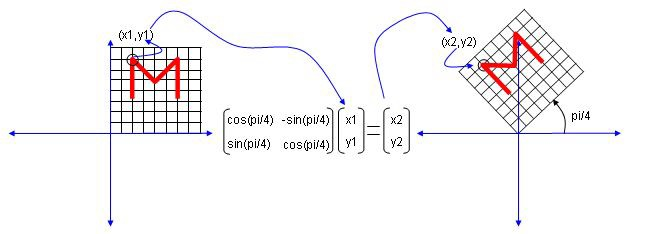 (x1,y1)
(x2,y2)
cos(pi/4) -sin(pi/4) x1 = x2
sin(pi/4) cos(pi/4) y1 y2
pi/4
M
M